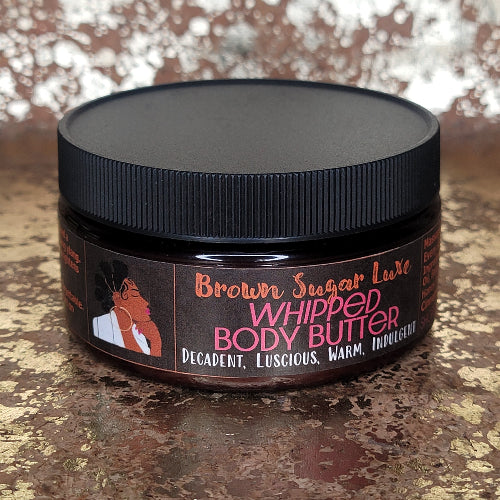 Brown Sugar Luxe
Whipped
Body Butter
Decadent, Luscious, Warm, Indulgent